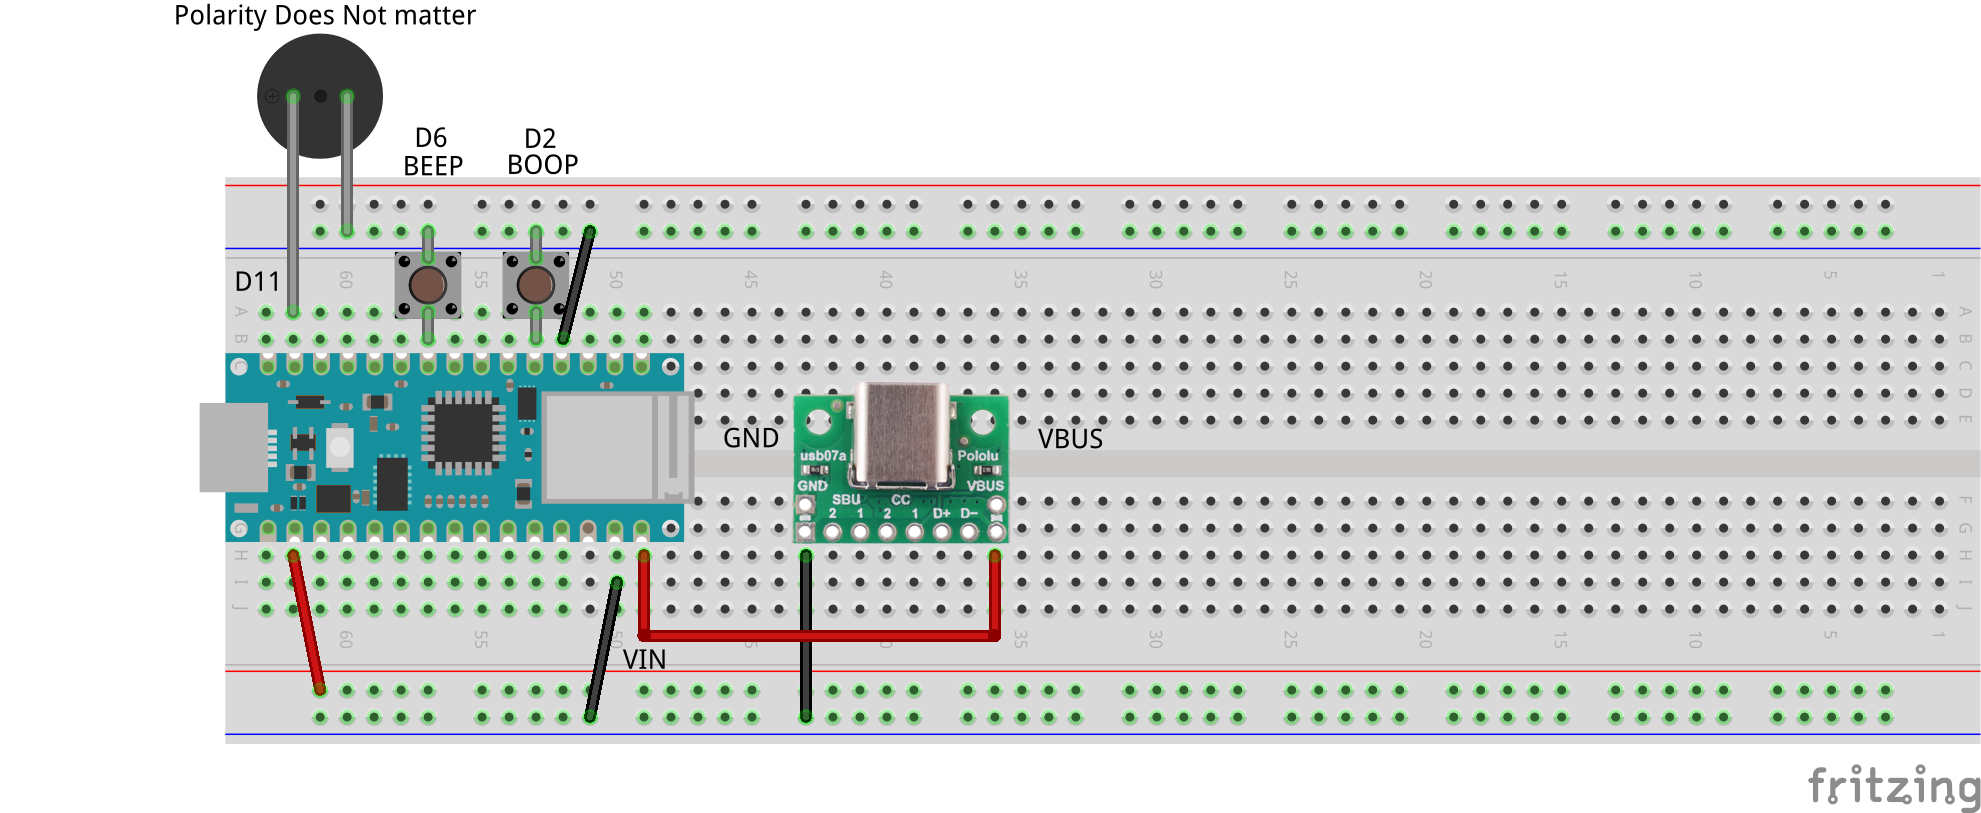 Polarity Does Not matter
D6
BEEP
D2
BOOP
D11
60
55
50
45
40
35
30
25
20
15
10
5
1
A
B
C
D
E
A
B
C
D
E
GND
VBUS
usb07a
Pololu
GND
VBUS
SBU
CC
2 1 2 1 D+ D−
F
G
H
I
J
G
H
I
J
60
55
50
5
40
35
30
25
20
15
10
5
1
VIN
fritzing